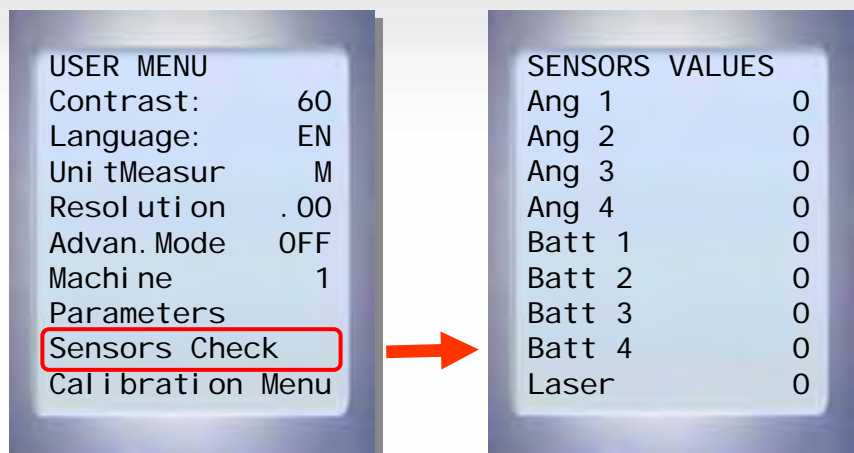 USER MENU
Contrast: 60
Language: EN
UnitMeasur M
Resolution .00
Advan.Mode OFF
Machine 1
Parameters
Sensors Check
Calibration Menu
SENSORS VALUES
Ang 1 0
Ang 2 0
Ang 3 0
Ang 4 0
Batt 1 0
Batt 2 0
Batt 3 0
Batt 4 0
Laser 0